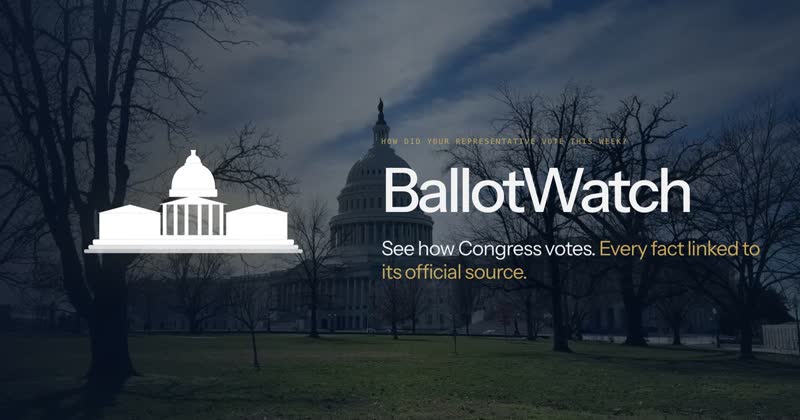 HOW DID YOUR REPRESENTATIVE VOTE THIS WEEK?
BallotWatch
See how Congress votes. Every fact linked to
its official source.